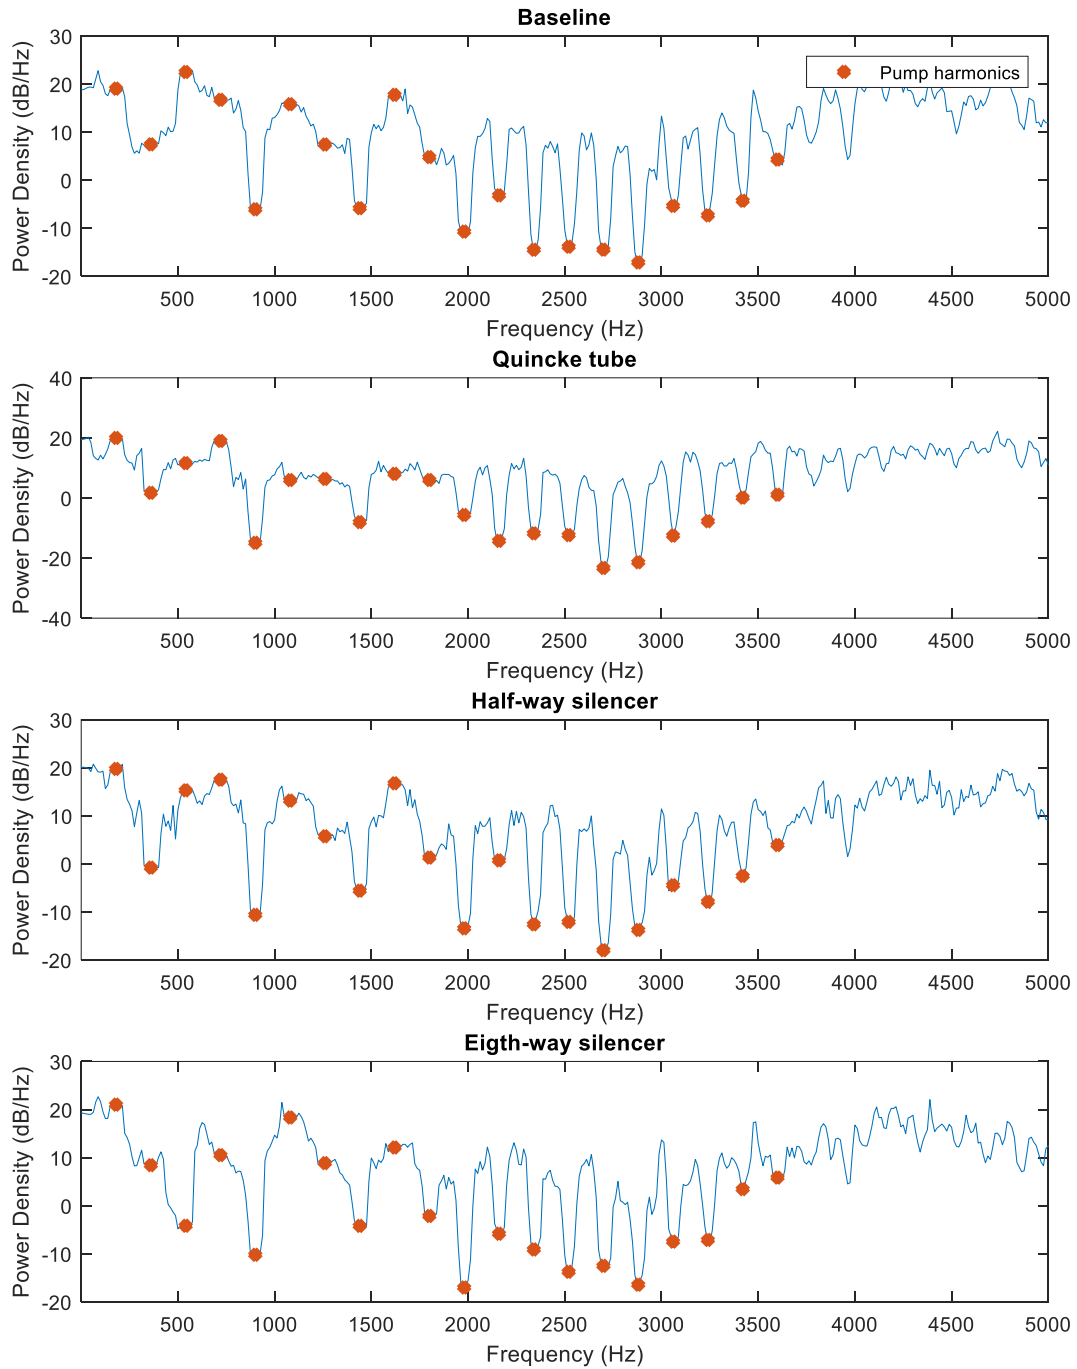 Baseline
30
20
10
0
-10
-20
Power Density (dB/Hz)
Pump harmonics
500 1000 1500 2000 2500 3000 3500 4000 4500 5000
Frequency (Hz)
Quincke tube
40
20
0
-20
-40
Power Density (dB/Hz)
500 1000 1500 2000 2500 3000 3500 4000 4500 5000
Frequency (Hz)
Half-way silencer
30
20
10
0
-10
-20
Power Density (dB/Hz)
500 1000 1500 2000 2500 3000 3500 4000 4500 5000
Frequency (Hz)
Eigth-way silencer
30
20
10
0
-10
-20
Power Density (dB/Hz)
500 1000 1500 2000 2500 3000 3500 4000 4500 5000
Frequency (Hz)